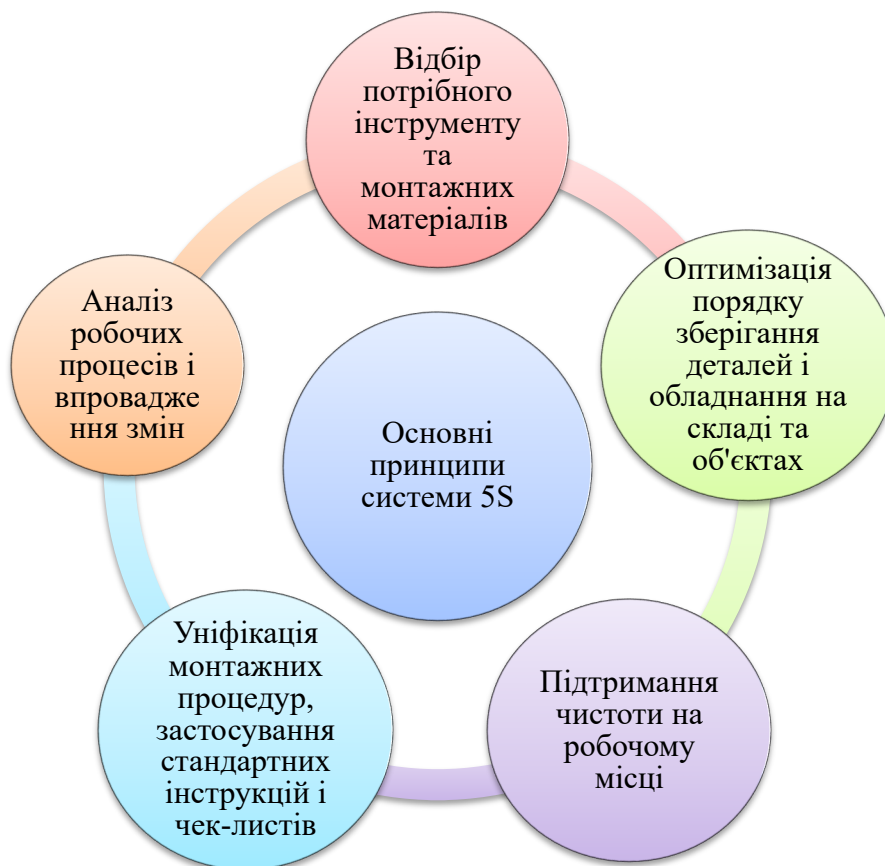 Відбір
потрібного
інструменту
та
монтажних
матеріалів
Оптимізація
порядку
зберігання
деталей і
обладнання на
складі та
об'єктах
Підтримання
чистоти на
робочому
місці
Уніфікація
монтажних
процедур,
застосування
стандартних
інструкцій і
чек-листів
Аналіз
робочих
процесів і
впровадже
ння змін
Основні
принципи
системи 5S